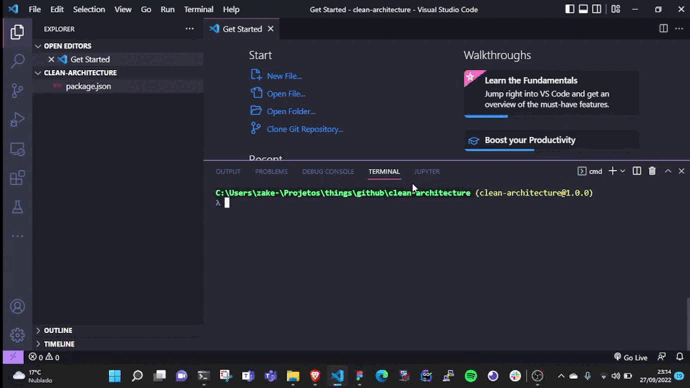 File Edit Selection View Go Run Terminal Help
Get Started - clean-architecture - Visual Studio Code
EXPLORER
OPEN EDITORS
Get Started
CLEAN-ARCHITECTURE
package.json
OUTLINE
TIMELINE
Get Started
Start
New File...
Open File...
Open Folder...
Clone Git Repository...
Recent
Walkthroughs
Learn the Fundamentals
Jump right into VS Code and get an
overview of the must-have features.
Boost your Productivity
OUTPUT PROBLEMS DEBUG CONSOLE TERMINAL JUPYTER
cmd
C:\Users\zake-\Projetos\things\github\clean-architecture (clean-architecture@1.0.0)
λ
0 0
Go Live
17°C
Nublado
23:14
27/09/2022